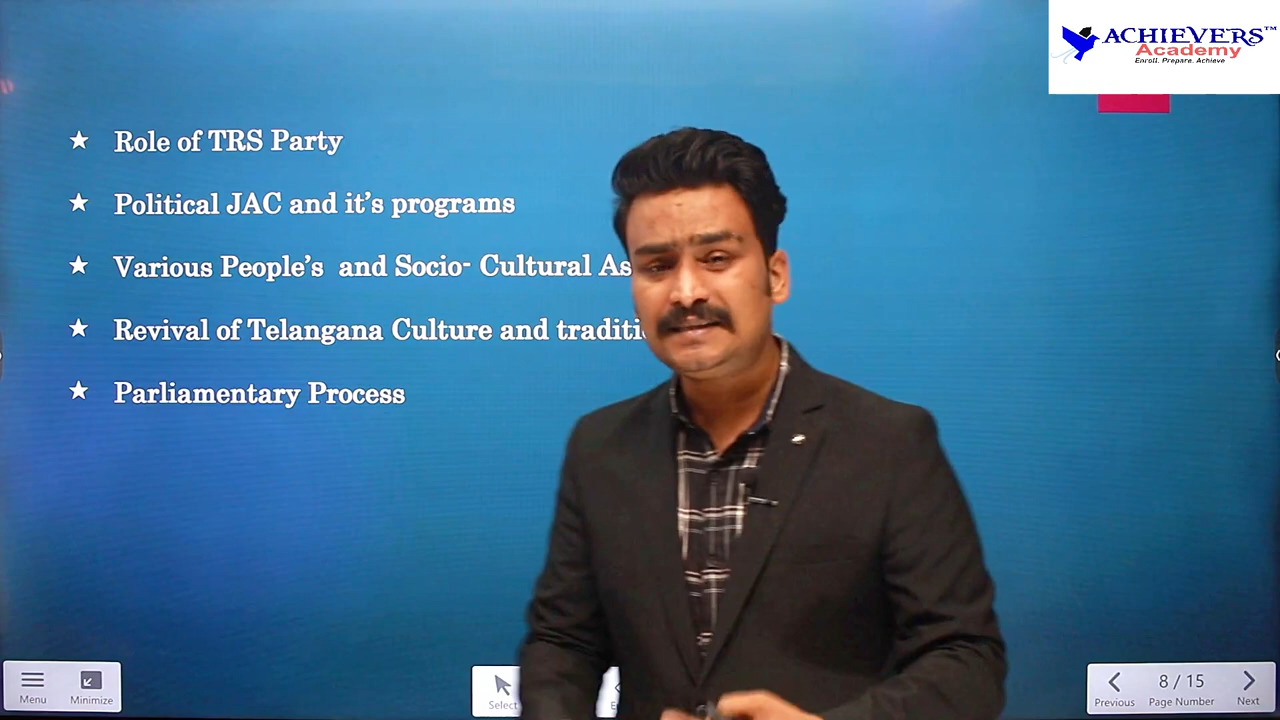 ACHIEVERS™
Academy
Enroll. Prepare. Achieve
★ Role of TRS Party
★ Political JAC and it's programs
★ Various People's and Socio- Cultural As
★ Revival of Telangana Culture and traditi
★ Parliamentary Process
Menu
Minimize
Select
8 / 15
Previous
Page Number
Next